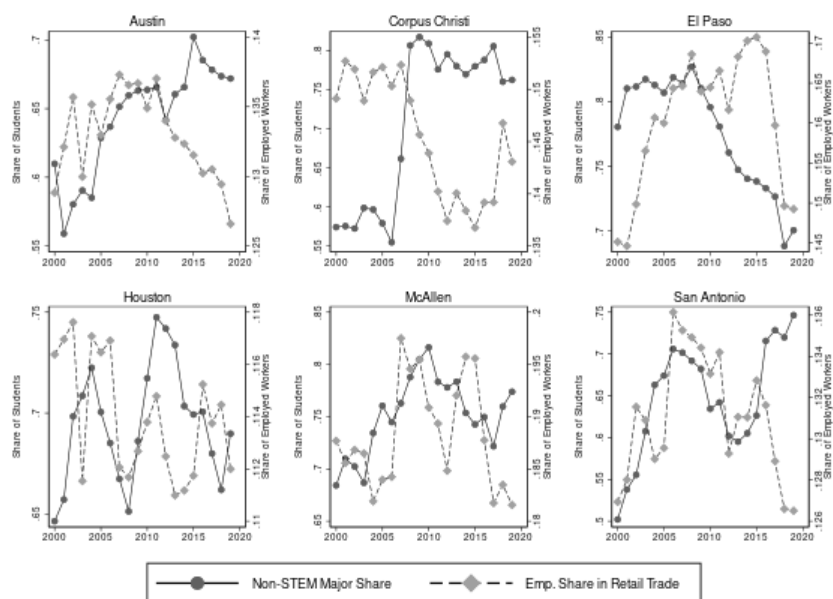 Austin
Share of Students
.55 .6 .65 .7
Share of Employed Workers
.125 .13 .135 .14
2000 2005 2010 2015 2020
Corpus Christi
Share of Students
.55 .6 .65 .7 .75 .8
Share of Employed Workers
.135 .14 .145 .15 .155
2000 2005 2010 2015 2020
El Paso
Share of Students
.7 .75 .8 .85
Share of Employed Workers
.145 .15 .155 .16 .165 .17
2000 2005 2010 2015 2020
Houston
Share of Students
.65 .7 .75
Share of Employed Workers
.11 .112 .114 .116 .118
2000 2005 2010 2015 2020
McAllen
Share of Students
.65 .7 .75 .8 .85
Share of Employed Workers
.18 .185 .19 .195 .2
2000 2005 2010 2015 2020
San Antonio
Share of Students
.5 .55 .6 .65 .7 .75
Share of Employed Workers
.126 .128 .13 .132 .134 .136
2000 2005 2010 2015 2020
Non-STEM Major Share
Emp. Share in Retail Trade